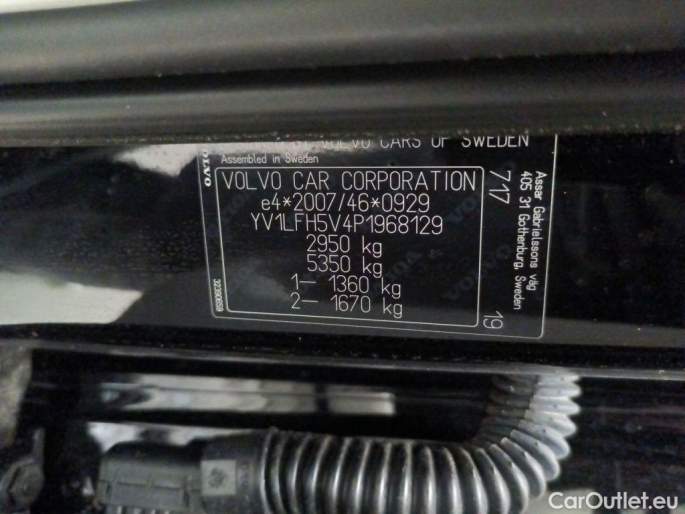 VOLVO CARS OF SWEDEN
Assembled in Sweden
VOLVO
VOLVO CAR CORPORATION
e4*2007/46*0929
YV1LFH5V4P1968129
2950 kg
5350 kg
1- 1360 kg
2- 1670 kg
717
19
Assar Gabrielssons väg
405 31 Gothenburg, Sweden
CarOutlet.eu